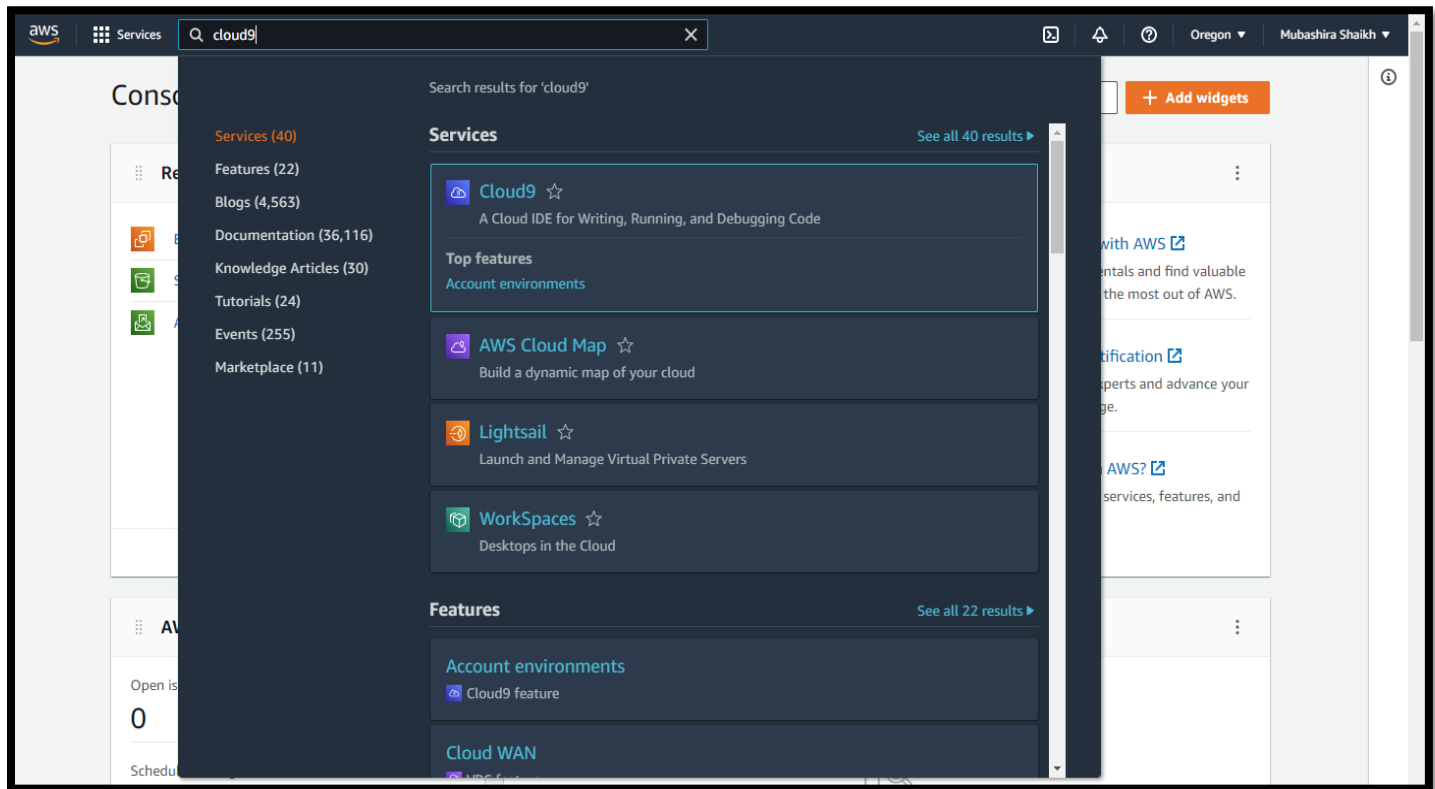 aws
Services
cloud9
Oregon ▼
Mubashira Shaikh ▼
Search results for 'cloud9'
+ Add widgets
Services (40)
Features (22)
Blogs (4,563)
Documentation (36,116)
Knowledge Articles (30)
Tutorials (24)
Events (255)
Marketplace (11)
Services
See all 40 results
Cloud9
A Cloud IDE for Writing, Running, and Debugging Code
Top features
Account environments
AWS Cloud Map
Build a dynamic map of your cloud
Lightsail
Launch and Manage Virtual Private Servers
WorkSpaces
Desktops in the Cloud
Features
See all 22 results
Account environments
Cloud9 feature
Cloud WAN
with AWS
and find valuable
the most out of AWS.
and advance your
AWS?
services, features, and
Open is
0